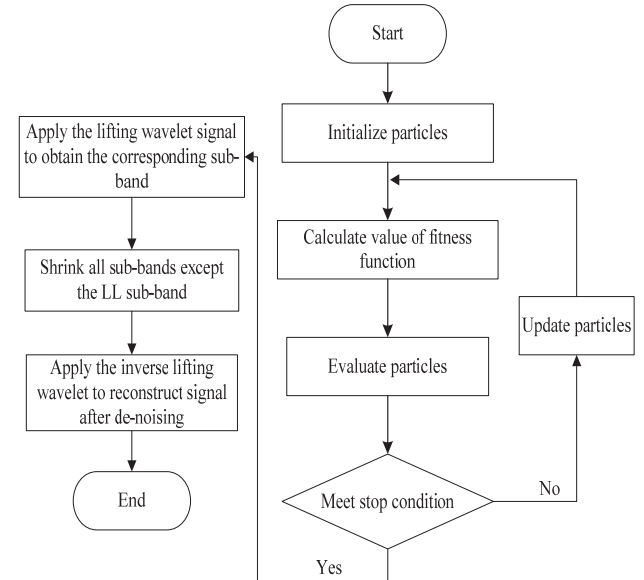 Start
Initialize particles
Calculate value of fitness
function
Evaluate particles
Meet stop condition
No
Update particles
Yes
Apply the lifting wavelet signal
to obtain the corresponding sub-
band
Shrink all sub-bands except
the LL sub-band
Apply the inverse lifting
wavelet to reconstruct signal
after de-noising
End